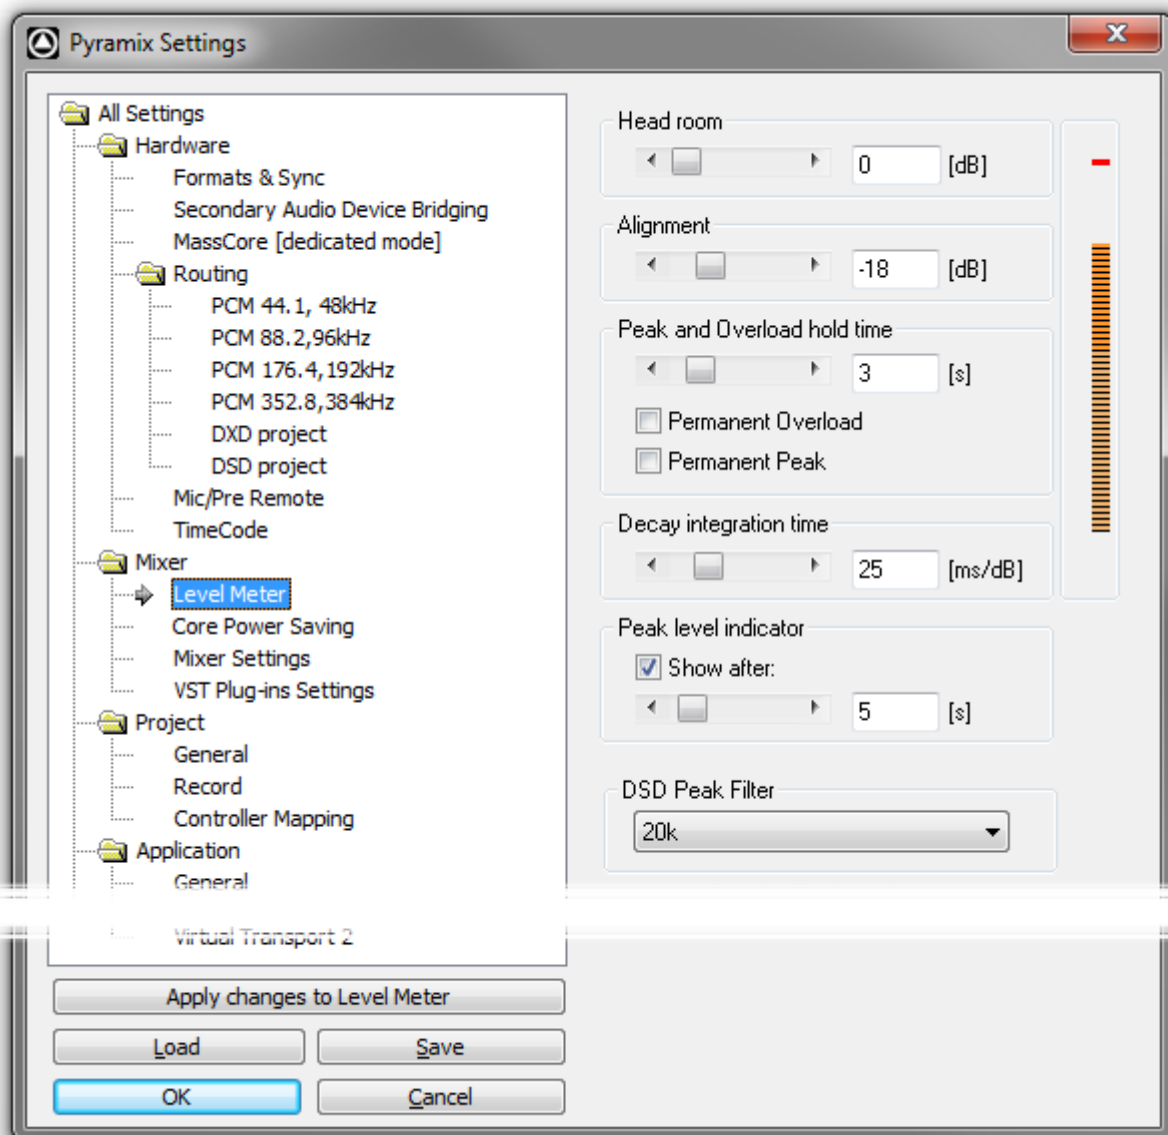 Pyramix Settings
All Settings
Hardware
Formats & Sync
Secondary Audio Device Bridging
MassCore [dedicated mode]
Routing
PCM 44.1, 48kHz
PCM 88.2,96kHz
PCM 176.4,192kHz
PCM 352.8,384kHz
DXD project
DSD project
Mic/Pre Remote
TimeCode
Mixer
Level Meter
Core Power Saving
Mixer Settings
VST Plug-ins Settings
Project
General
Record
Controller Mapping
Application
General
Virtual Transport 2
Apply changes to Level Meter
Load
Save
OK
Cancel
Head room
0 [dB]
Alignment
-18 [dB]
Peak and Overload hold time
3 [s]
Permanent Overload
Permanent Peak
Decay integration time
25 [ms/dB]
Peak level indicator
Show after:
5 [s]
DSD Peak Filter
20k